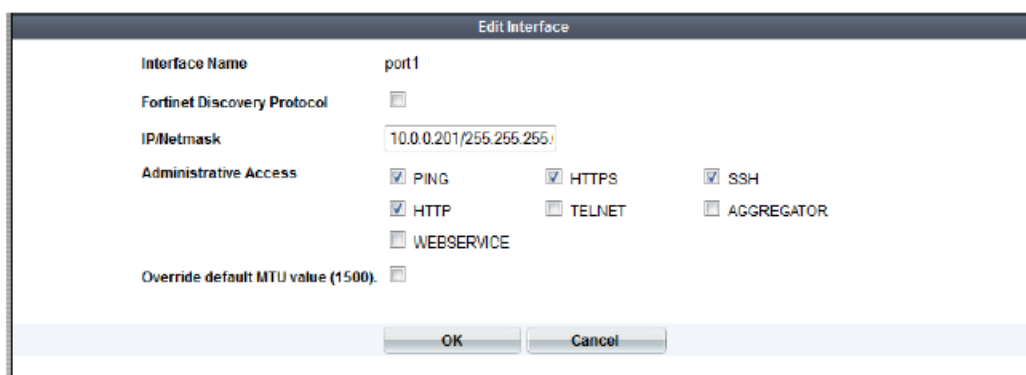 Edit Interface
Interface Name port1
Fortinet Discovery Protocol
IP/Netmask 10.0.0.201/255.255.255.
Administrative Access PING HTTPS SSH
HTTP TELNET AGGREGATOR
WEBSERVICE
Override default MTU value (1500).
OK Cancel